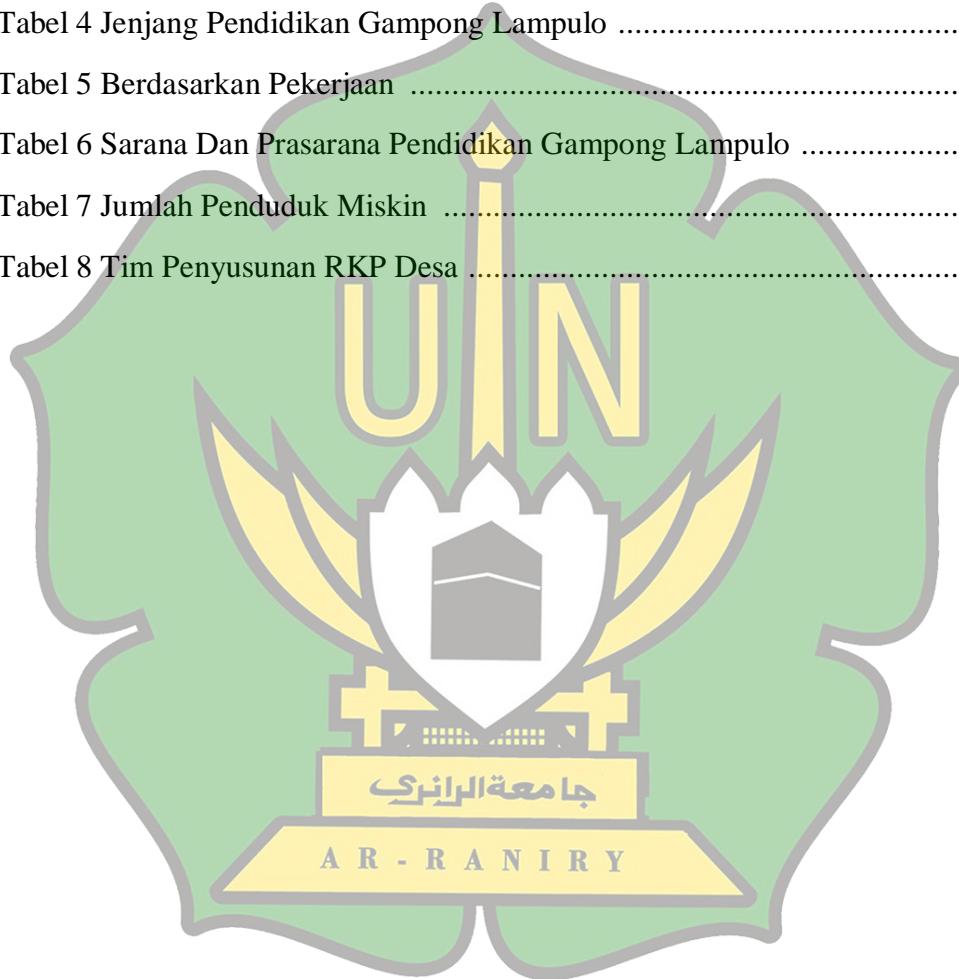 Tabel 4 Jenjang Pendidikan Gampong Lampulo ......................................
Tabel 5 Berdasarkan Pekerjaan ................................................................
Tabel 6 Sarana Dan Prasarana Pendidikan Gampong Lampulo ..................
Tabel 7 Jumlah Penduduk Miskin ............................................................
Tabel 8 Tim Penyusunan RKP Desa .........................................................
U N
جامعة الرانري
AR-RANIRY